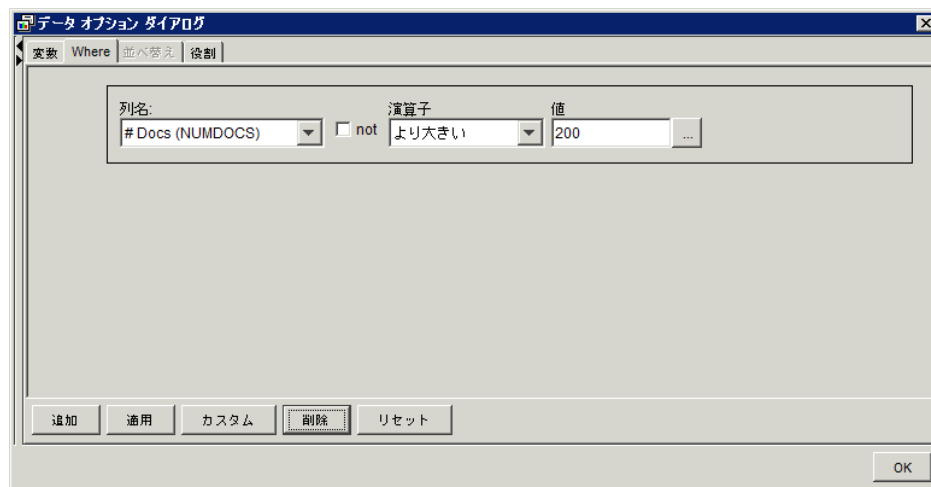 データ オプション ダイアログ
変数 Where 並べ替え 役割
列名: 演算子 値
# Docs (NUMDOCS) not より大きい 200 ...
追加 適用 カスタム 削除 リセット
OK